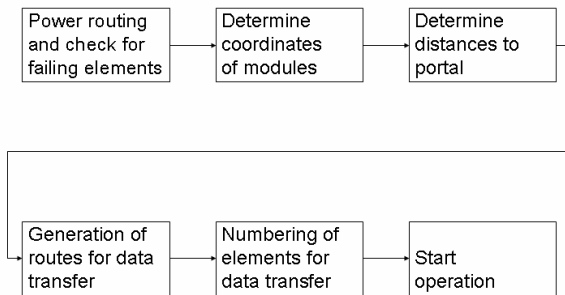 Power routing
and check for
failing elements
Determine
coordinates
of modules
Determine
distances to
portal
Generation of
routes for data
transfer
Numbering of
elements for
data transfer
Start
operation